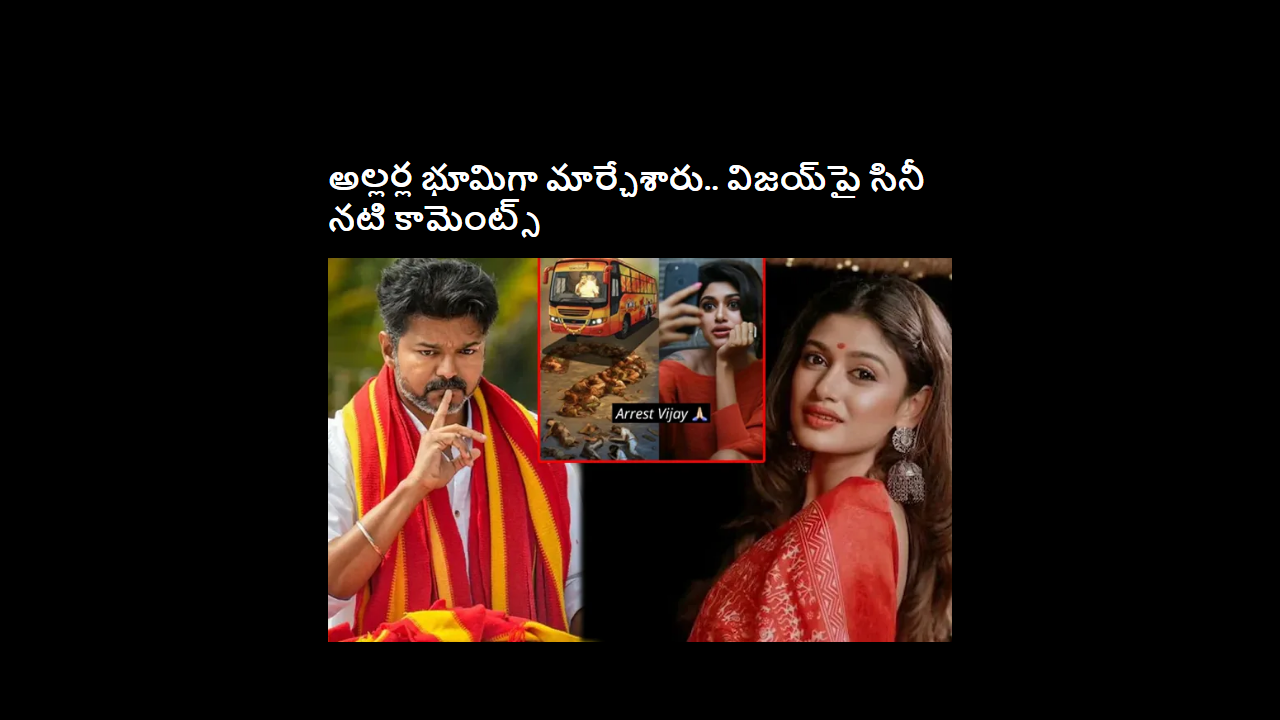 అల్లర్ల భూమిగా మార్చేశారు.. విజయ్‌పై సినీ
నటి కామెంట్స్
Arrest Vijay 🙏🏻